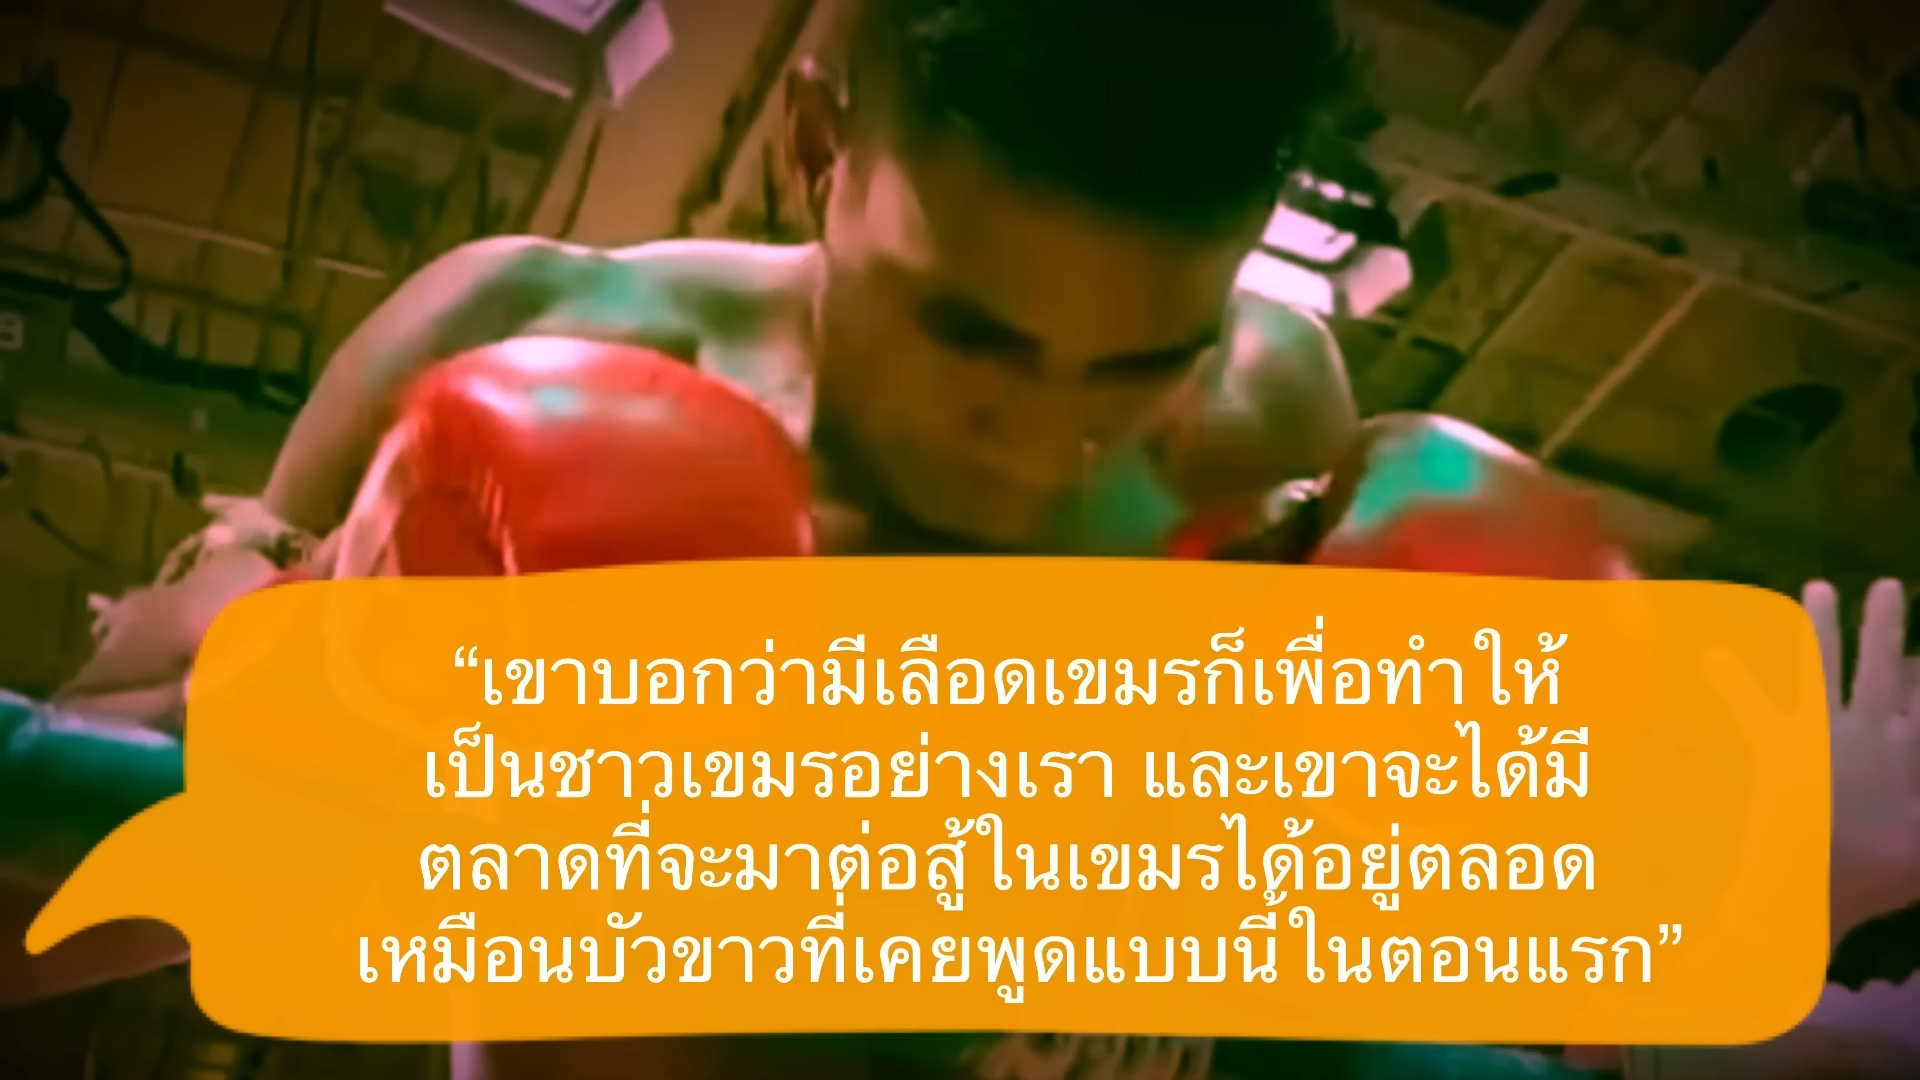 “เขาบอกว่ามีเลือดเขมรก็เพื่อทำให้
เป็นชาวเขมรอย่างเรา และเขาจะได้มี
ตลาดที่จะมาต่อสู้ในเขมรได้อยู่ตลอด
เหมือนบัวขาวที่เคยพูดแบบนี้ในตอนแรก”